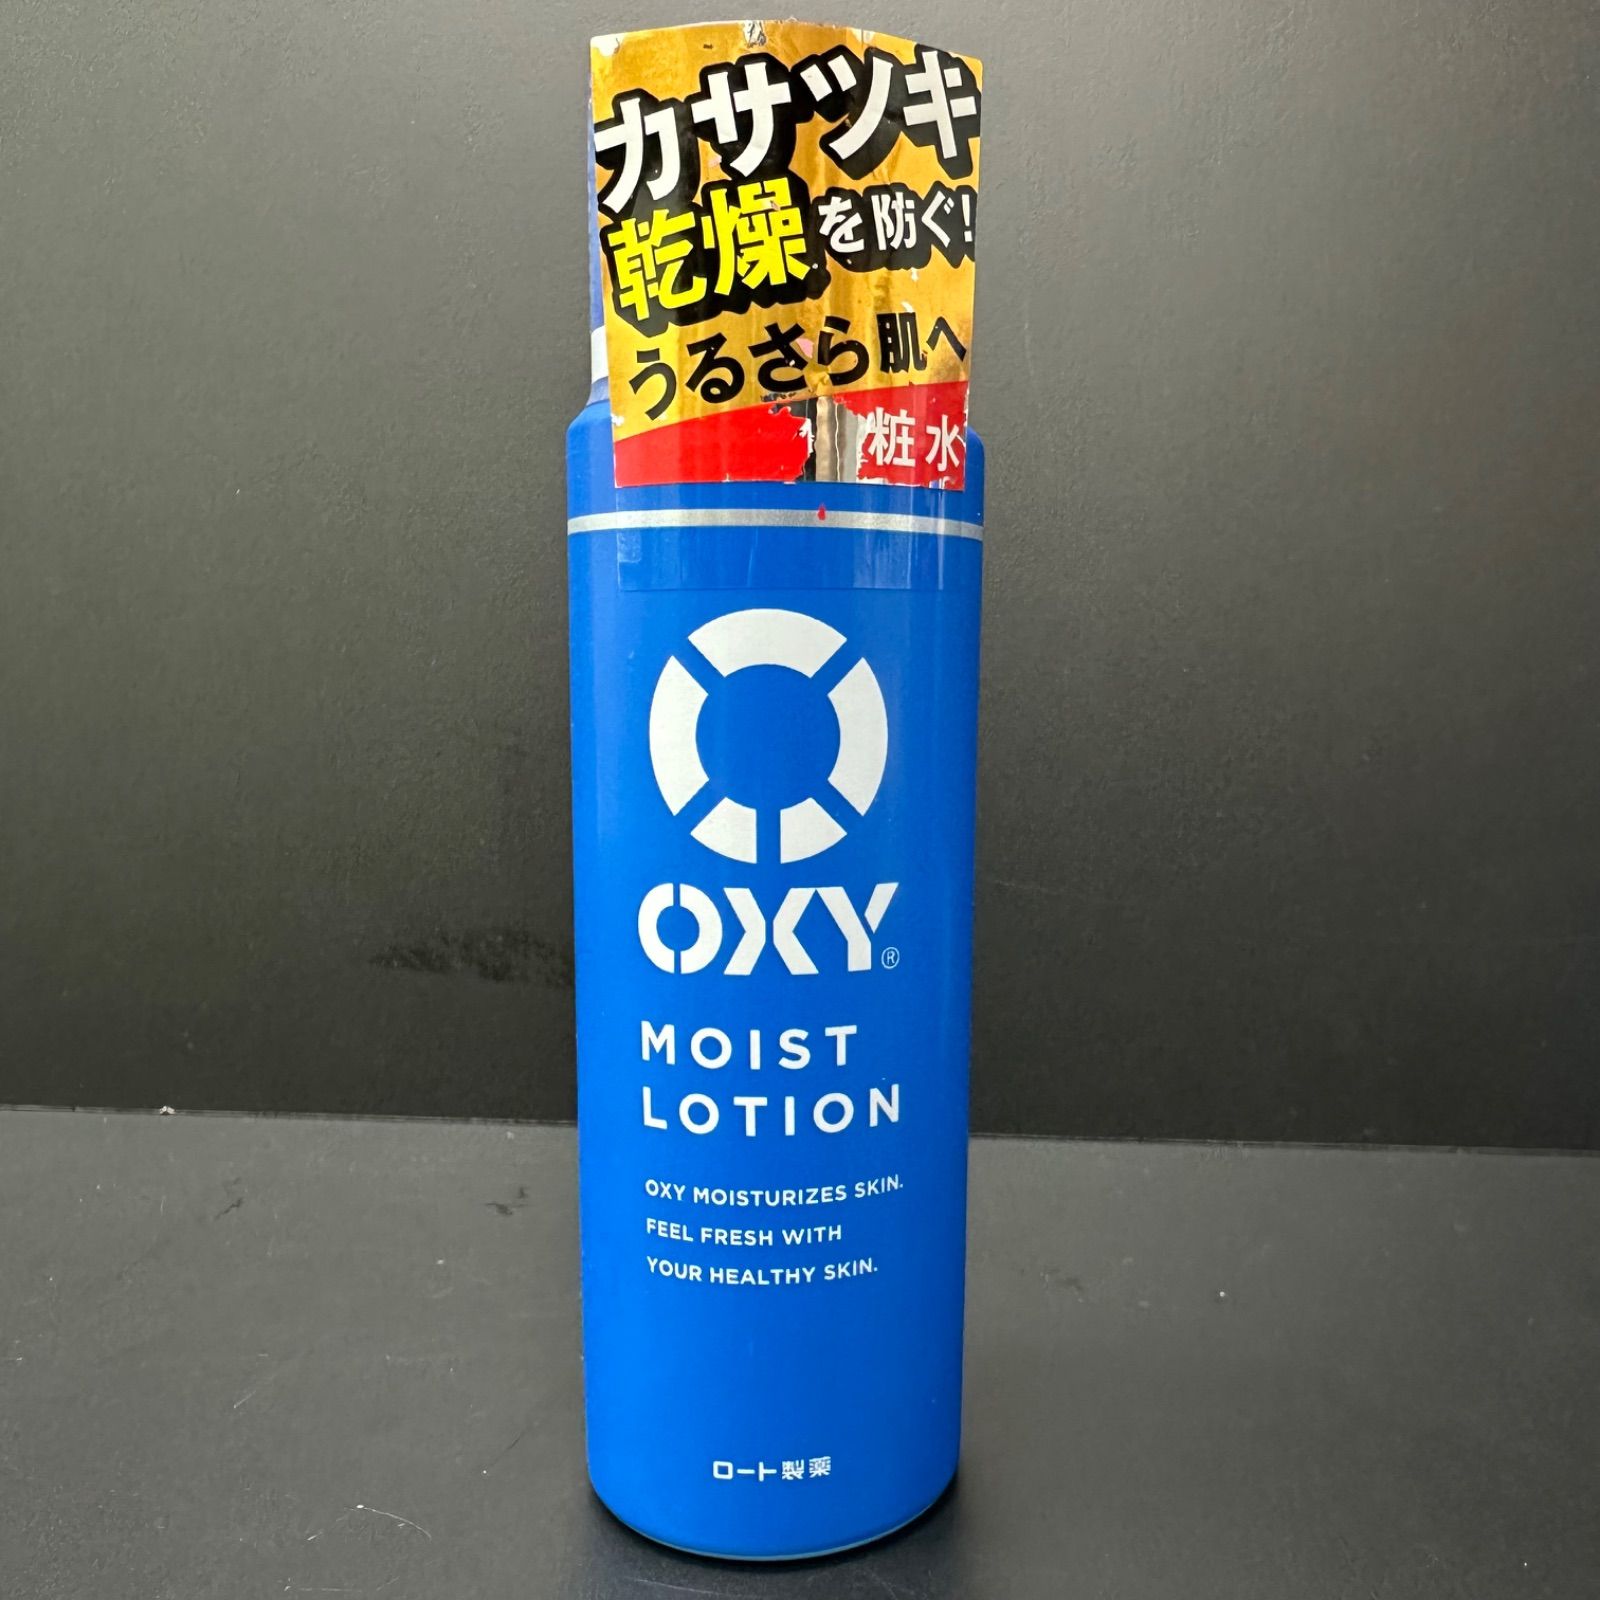 カサツキ
乾燥を防ぐ!
うるさら肌へ
粧水
OXY®
MOIST
LOTION
OXY MOISTURIZES SKIN.
FEEL FRESH WITH
YOUR HEALTHY SKIN.
ロート製薬